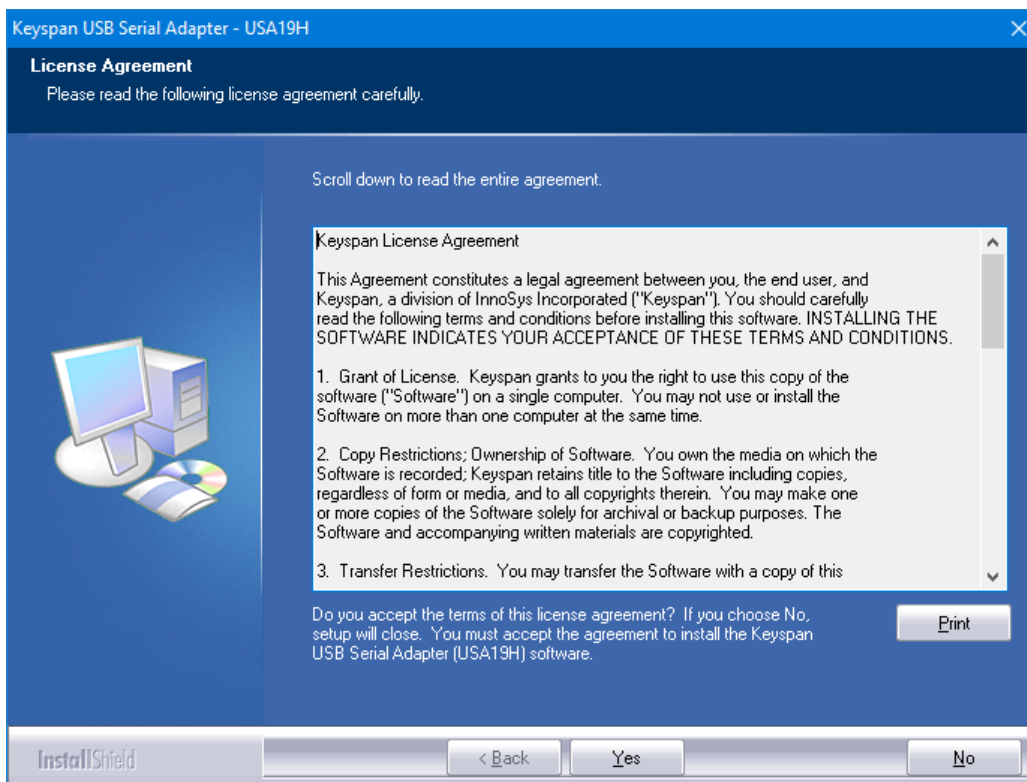 Keyspan USB Serial Adapter - USA19H
License Agreement
Please read the following license agreement carefully.
Scroll down to read the entire agreement.
Keyspan License Agreement
This Agreement constitutes a legal agreement between you, the end user, and
Keyspan, a division of InnoSys Incorporated ("Keyspan"). You should carefully
read the following terms and conditions before installing this software. INSTALLING THE
SOFTWARE INDICATES YOUR ACCEPTANCE OF THESE TERMS AND CONDITIONS.
1. Grant of License. Keyspan grants to you the right to use this copy of the
software ("Software") on a single computer. You may not use or install the
Software on more than one computer at the same time.
2. Copy Restrictions; Ownership of Software. You own the media on which the
Software is recorded; Keyspan retains title to the Software including copies,
regardless of form or media, and to all copyrights therein. You may make one
or more copies of the Software solely for archival or backup purposes. The
Software and accompanying written materials are copyrighted.
3. Transfer Restrictions. You may transfer the Software with a copy of this
Do you accept the terms of this license agreement? If you choose No,
setup will close. You must accept the agreement to install the Keyspan
USB Serial Adapter (USA19H) software.
Print
InstallShield
< Back
Yes
No